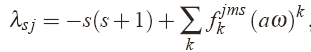 λ_{sj} = −s(s + 1) + ∑_k f_k^{jms} (aω)^k,